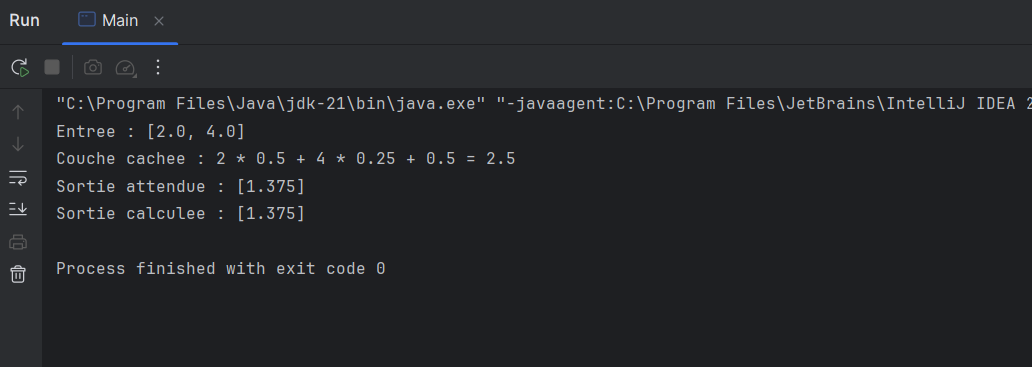 Run Main
"C:\Program Files\Java\jdk-21\bin\java.exe" "-javaagent:C:\Program Files\JetBrains\IntelliJ IDEA 2
Entree : [2.0, 4.0]
Couche cachee : 2 * 0.5 + 4 * 0.25 + 0.5 = 2.5
Sortie attendue : [1.375]
Sortie calculee : [1.375]
Process finished with exit code 0